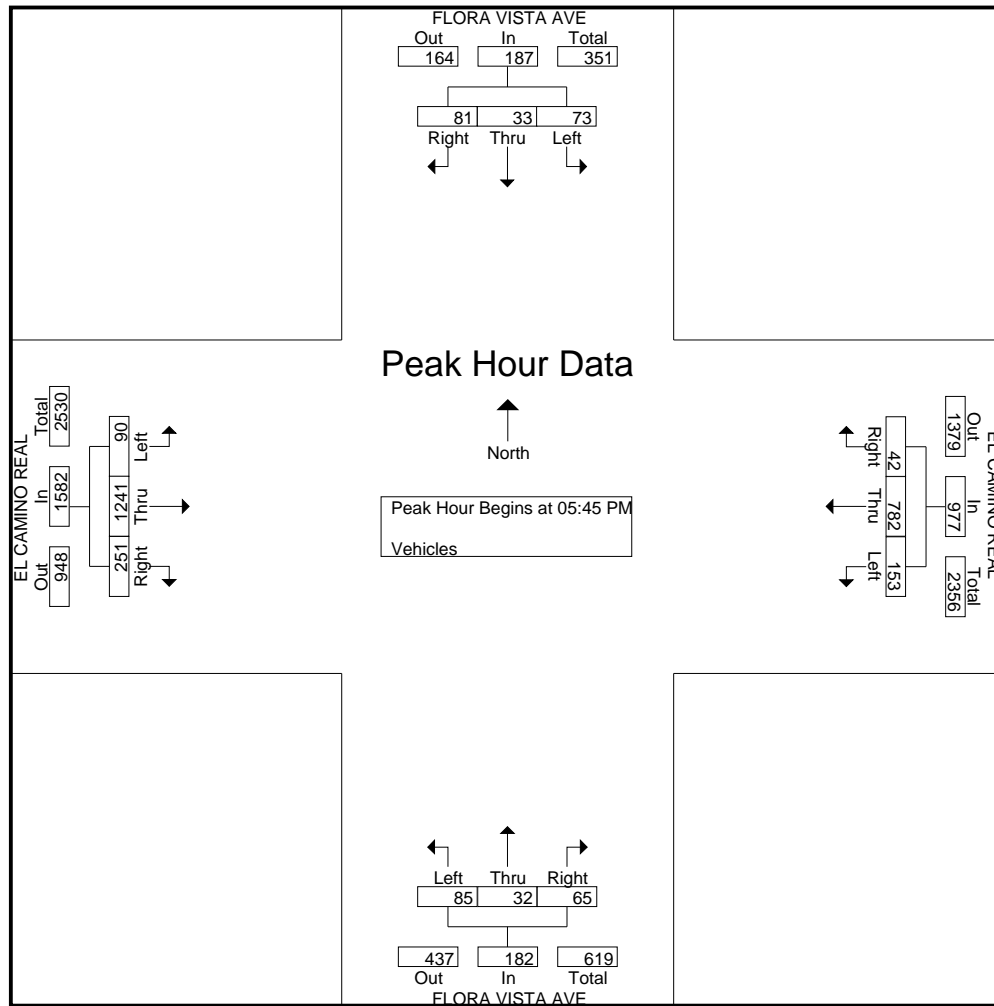 FLORA VISTA AVE
Out In Total
164 187 351
81 33 73
Right Thru Left
Peak Hour Data
North
Peak Hour Begins at 05:45 PM
Vehicles
EL CAMINO REAL
Out In Total
948 1582 2530
251 1241 90
Right Thru Left
EL CAMINO REAL
Out In Total
1379 977 2356
42 782 153
Right Thru Left
Left Thru Right
85 32 65
437 182 619
Out In Total
FLORA VISTA AVE